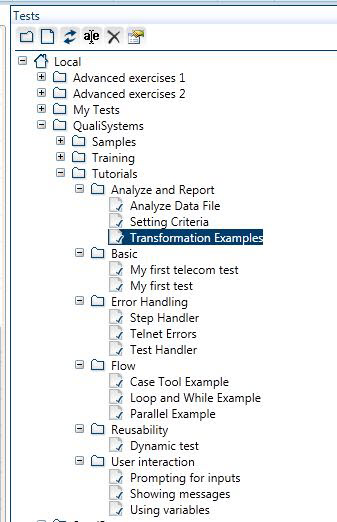 Tests
a|e
Local
Advanced exercises 1
Advanced exercises 2
My Tests
QualiSystems
Samples
Training
Tutorials
Analyze and Report
Analyze Data File
Setting Criteria
Transformation Examples
Basic
My first telecom test
My first test
Error Handling
Step Handler
Telnet Errors
Test Handler
Flow
Case Tool Example
Loop and While Example
Parallel Example
Reusability
Dynamic test
User interaction
Prompting for inputs
Showing messages
Using variables